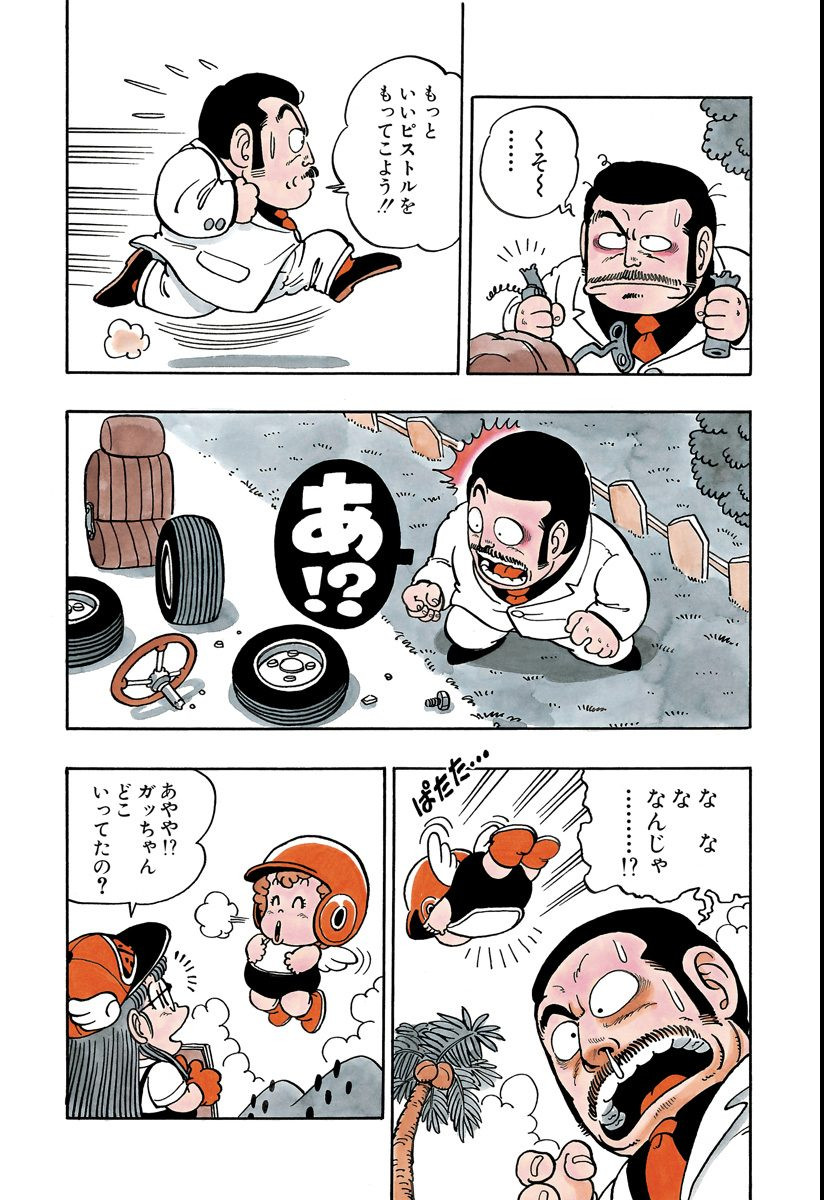 くそ〜
……
もっと
いいピストルを
もってこよう!!
あ!?
な な
な
なんじゃ
………!?
ぱたた…
あやや!?
ガッちゃん
どこ
いってたの?